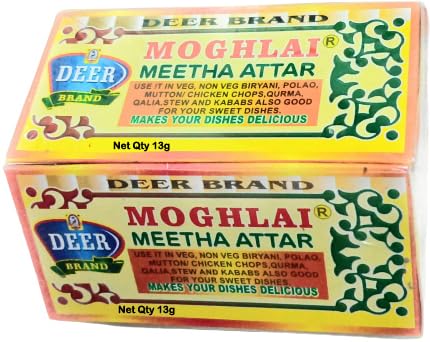 DEER BRAND
MOGHLAI®
MEETHA ATTAR
DEER
BRAND
USE IT IN VEG, NON VEG BIRYANI, POLAO,
MUTTON/ CHICKEN CHOPS,QURMA,
QALIA,STEW AND KABABS ALSO GOOD
FOR YOUR SWEET DISHES.
MAKES YOUR DISHES DELICIOUS
Net Qty 13g
DEER BRAND
MOGHLAI®
MEETHA ATTAR
DEER
BRAND
USE IT IN VEG, NON VEG BIRYANI, POLAO,
MUTTON/ CHICKEN CHOPS,QURMA,
QALIA,STEW AND KABABS ALSO GOOD
FOR YOUR SWEET DISHES.
MAKES YOUR DISHES DELICIOUS
Net Qty 13g